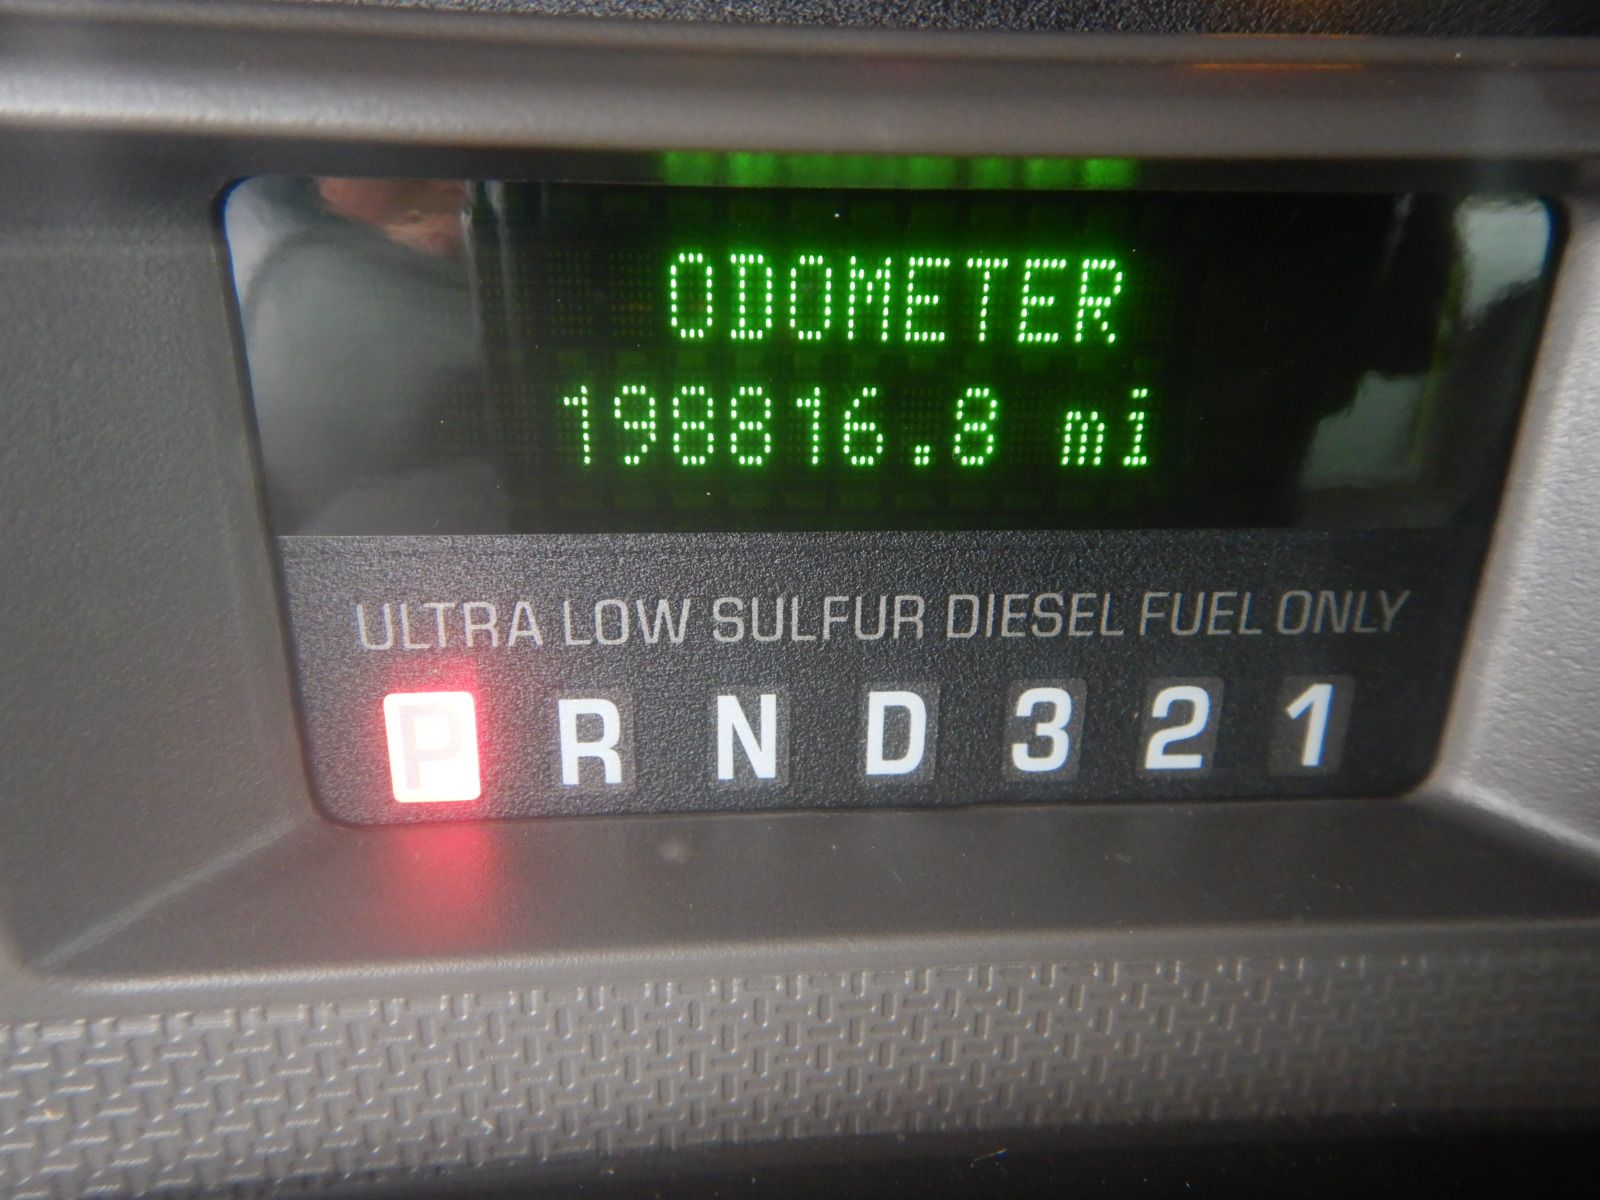 ODOMETER
198816.8 mi
ULTRA LOW SULFUR DIESEL FUEL ONLY
P R N D 3 2 1